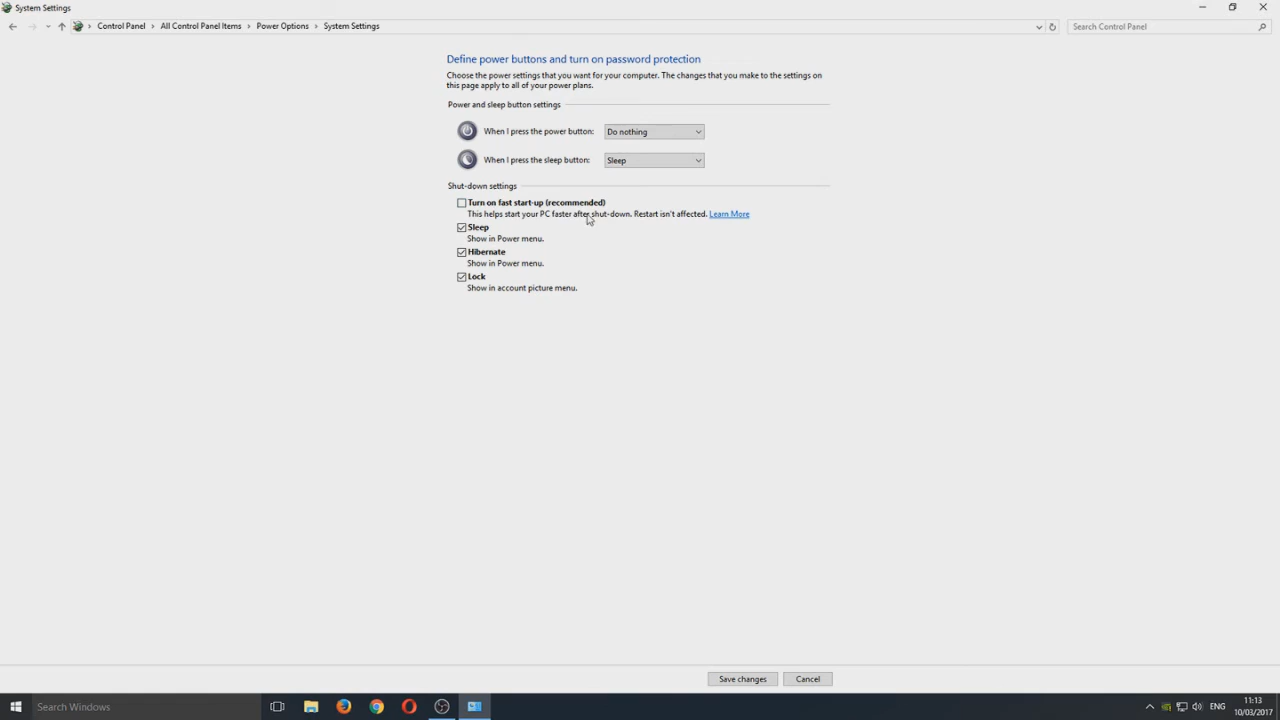 System Settings
Control Panel > All Control Panel Items > Power Options > System Settings
Search Control Panel
Define power buttons and turn on password protection
Choose the power settings that you want for your computer. The changes that you make to the settings on
this page apply to all of your power plans.
Power and sleep button settings
When I press the power button: Do nothing
When I press the sleep button: Sleep
Shut-down settings
Turn on fast start-up (recommended)
This helps start your PC faster after shut-down. Restart isn't affected. Learn More
Sleep
Show in Power menu.
Hibernate
Show in Power menu.
Lock
Show in account picture menu.
Save changes Cancel
Search Windows
ENG
11:13
10/03/2017